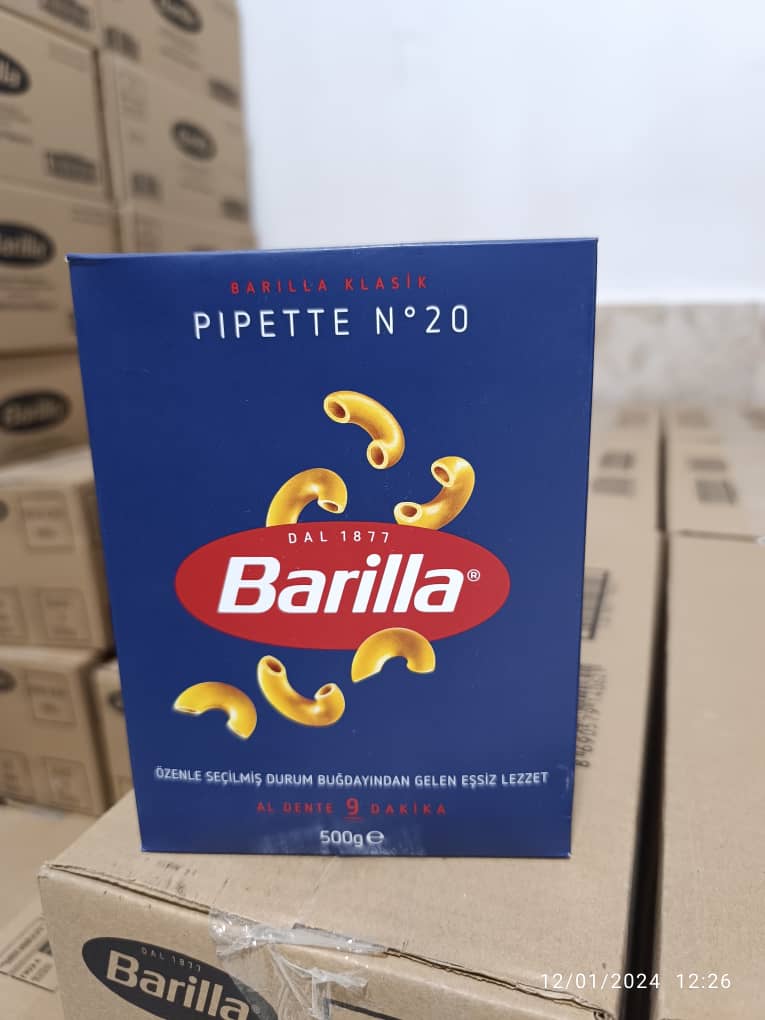 BARILLA KLASİK
PIPETTE N°20
DAL 1877
Barilla®
ÖZENLE SEÇİLMİŞ DURUM BUĞDAYINDAN GELEN EŞSİZ LEZZET
AL DENTE 9 DAKİKA
500g ℮
DAL 1877
Barilla
12/01/2024 12:26